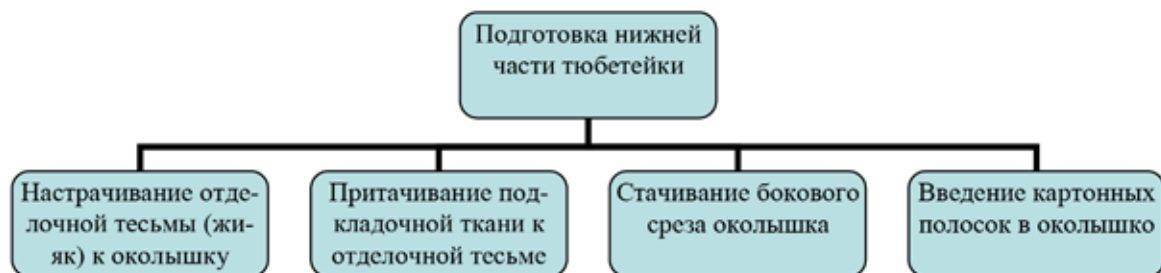 Подготовка нижней
части тюбетейки
Настрачивание отде-
лочной тесьмы (жи-
як) к околышку
Притачивание под-
кладочной ткани к
отделочной тесьме
Стачивание бокового
среза околышка
Введение картонных
полосок в околышко